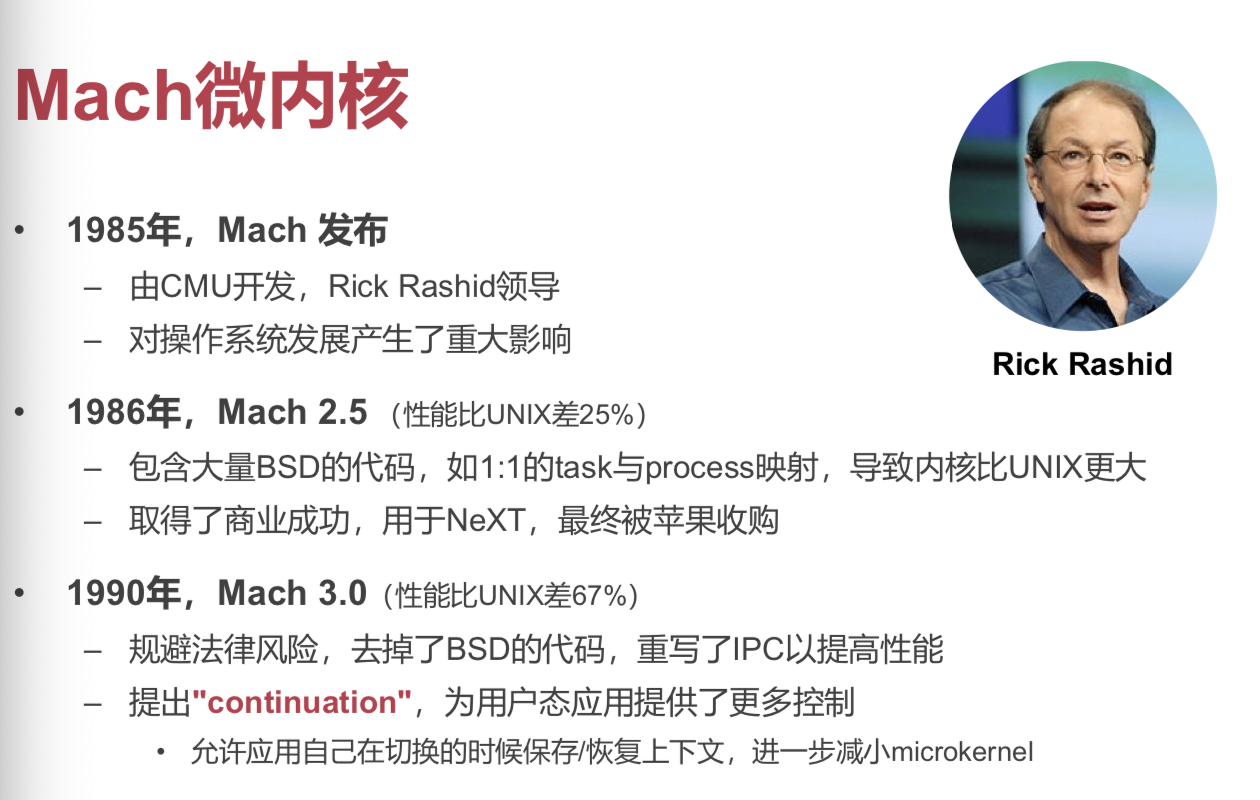 Mach微内核
• 1985年，Mach 发布
– 由CMU开发，Rick Rashid领导
– 对操作系统发展产生了重大影响
Rick Rashid
• 1986年，Mach 2.5 （性能比UNIX差25%）
– 包含大量BSD的代码，如1:1的task与process映射，导致内核比UNIX更大
– 取得了商业成功，用于NeXT，最终被苹果收购
• 1990年，Mach 3.0（性能比UNIX差67%）
– 规避法律风险，去掉了BSD的代码，重写了IPC以提高性能
– 提出"continuation"，为用户态应用提供了更多控制
• 允许应用自己在切换的时候保存/恢复上下文，进一步减小microkernel